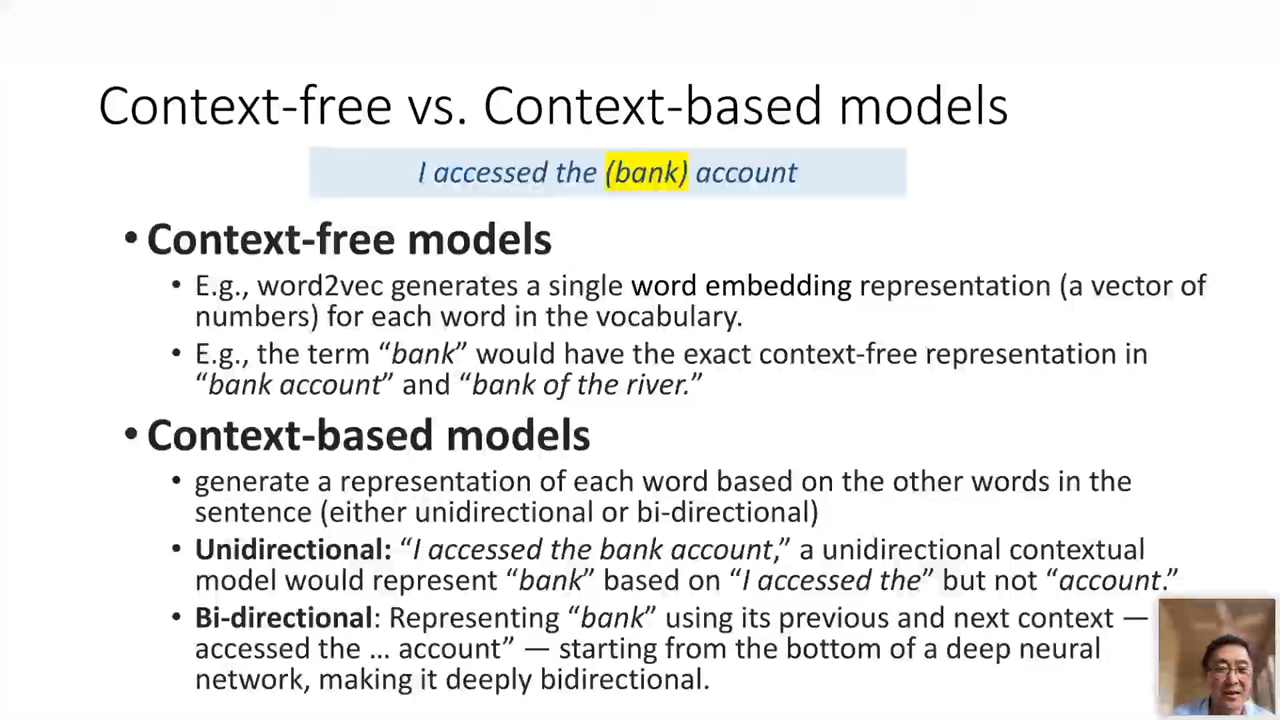 Context-free vs. Context-based models
I accessed the (bank) account
• Context-free models
• E.g., word2vec generates a single word embedding representation (a vector of
numbers) for each word in the vocabulary.
• E.g., the term “bank” would have the exact context-free representation in
“bank account” and “bank of the river.”
• Context-based models
• generate a representation of each word based on the other words in the
sentence (either unidirectional or bi-directional)
• Unidirectional: “I accessed the bank account,” a unidirectional contextual
model would represent “bank” based on “I accessed the” but not “account.”
• Bi-directional: Representing “bank” using its previous and next context —
accessed the ... account” — starting from the bottom of a deep neural
network, making it deeply bidirectional.